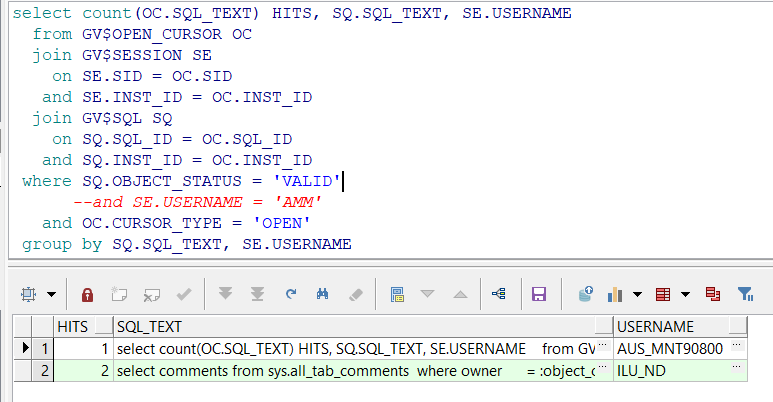 select count(OC.SQL_TEXT) HITS, SQ.SQL_TEXT, SE.USERNAME
from GV$OPEN_CURSOR OC
join GV$SESSION SE
on SE.SID = OC.SID
and SE.INST_ID = OC.INST_ID
join GV$SQL SQ
on SQ.SQL_ID = OC.SQL_ID
and SQ.INST_ID = OC.INST_ID
where SQ.OBJECT_STATUS = 'VALID'
--and SE.USERNAME = 'AMM'
and OC.CURSOR_TYPE = 'OPEN'
group by SQ.SQL_TEXT, SE.USERNAME
HITS SQL_TEXT USERNAME
1 1 select count(OC.SQL_TEXT) HITS, SQ.SQL_TEXT, SE.USERNAME from GV ... AUS_MNT90800 ...
2 2 select comments from sys.all_tab_comments where owner = :object_c ... ILU_ND ...